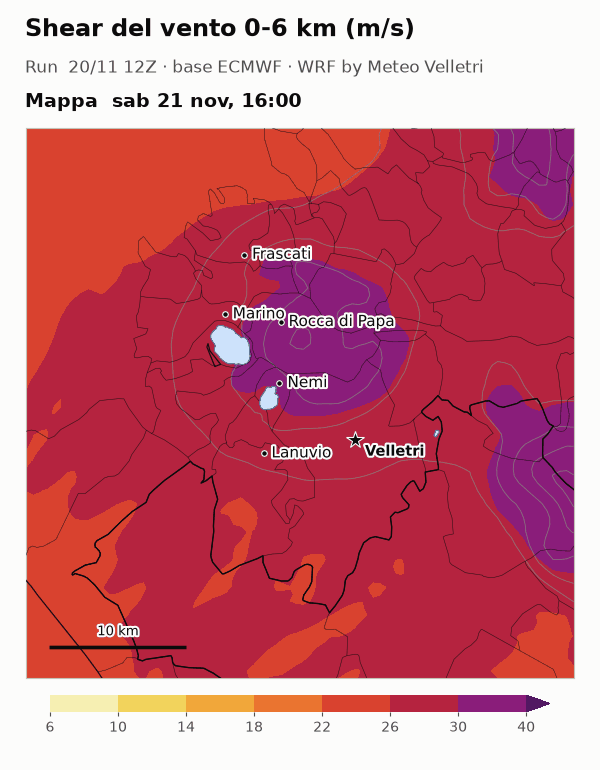 Shear del vento 0-6 km (m/s)
Run  20/11 12Z · base ECMWF · WRF by Meteo Velletri
Mappa  sab 21 nov, 16:00
Frascati
Marino
Rocca di Papa
Nemi
Lanuvio
Velletri
10 km
6 10 14 18 22 26 30 40